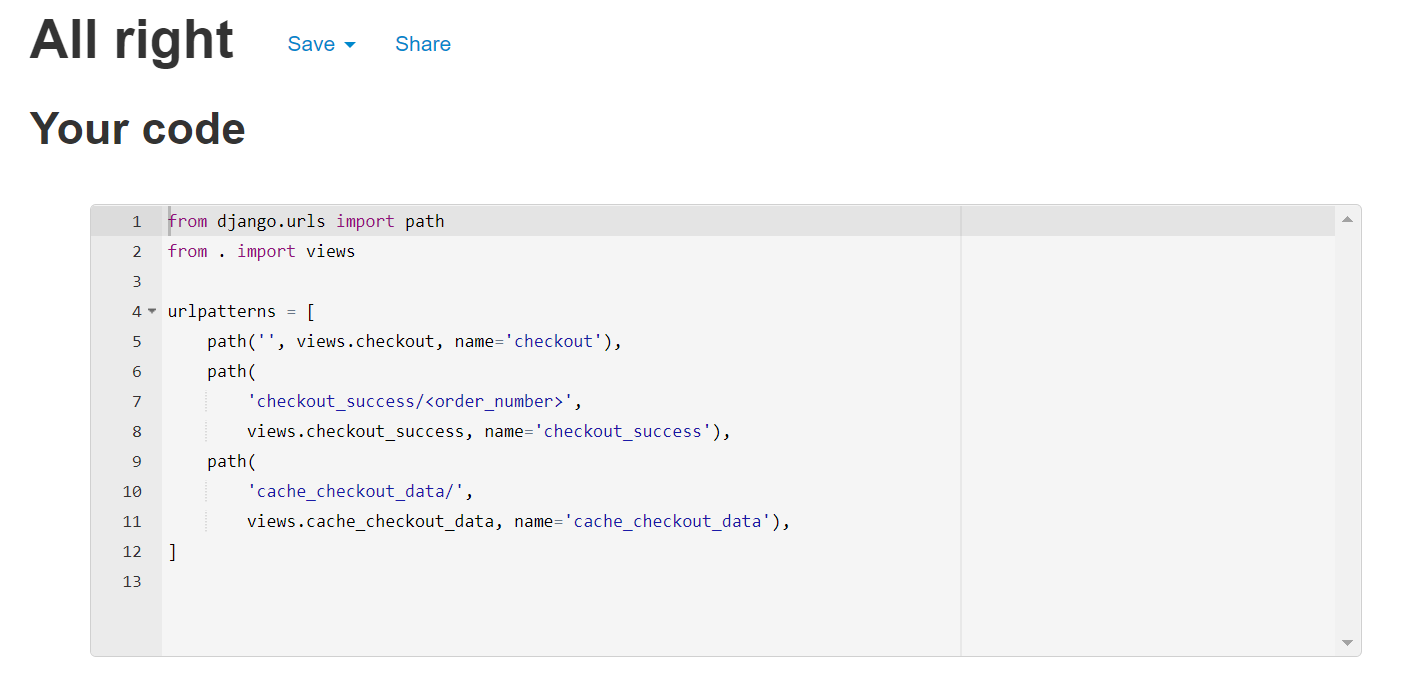 All right Save Share
Your code
1 from django.urls import path
2 from . import views
3
4 urlpatterns = [
5     path('', views.checkout, name='checkout'),
6     path(
7         'checkout_success/<order_number>',
8         views.checkout_success, name='checkout_success'),
9     path(
10         'cache_checkout_data/',
11         views.cache_checkout_data, name='cache_checkout_data'),
12 ]
13